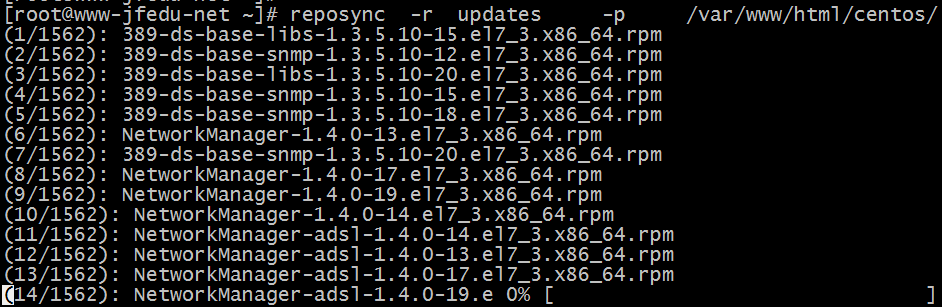 [root@www-jfedu-net ~]# reposync -r updates -p /var/www/html/centos/
(1/1562): 389-ds-base-libs-1.3.5.10-15.el7_3.x86_64.rpm
(2/1562): 389-ds-base-snmp-1.3.5.10-12.el7_3.x86_64.rpm
(3/1562): 389-ds-base-libs-1.3.5.10-20.el7_3.x86_64.rpm
(4/1562): 389-ds-base-snmp-1.3.5.10-15.el7_3.x86_64.rpm
(5/1562): 389-ds-base-snmp-1.3.5.10-18.el7_3.x86_64.rpm
(6/1562): NetworkManager-1.4.0-13.el7_3.x86_64.rpm
(7/1562): 389-ds-base-snmp-1.3.5.10-20.el7_3.x86_64.rpm
(8/1562): NetworkManager-1.4.0-17.el7_3.x86_64.rpm
(9/1562): NetworkManager-1.4.0-19.el7_3.x86_64.rpm
(10/1562): NetworkManager-1.4.0-14.el7_3.x86_64.rpm
(11/1562): NetworkManager-adsl-1.4.0-14.el7_3.x86_64.rpm
(12/1562): NetworkManager-adsl-1.4.0-13.el7_3.x86_64.rpm
(13/1562): NetworkManager-adsl-1.4.0-17.el7_3.x86_64.rpm
(14/1562): NetworkManager-adsl-1.4.0-19.e 0% [ ]